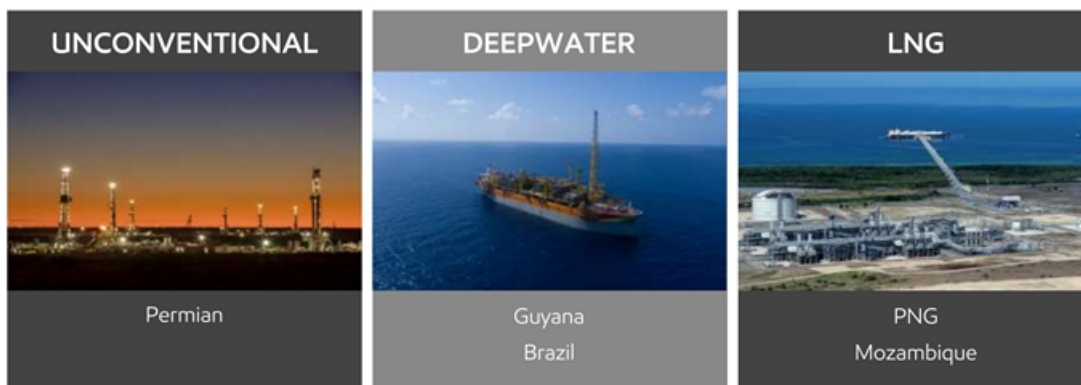 UNCONVENTIONAL
Permian
DEEPWATER
Guyana
Brazil
LNG
PNG
Mozambique